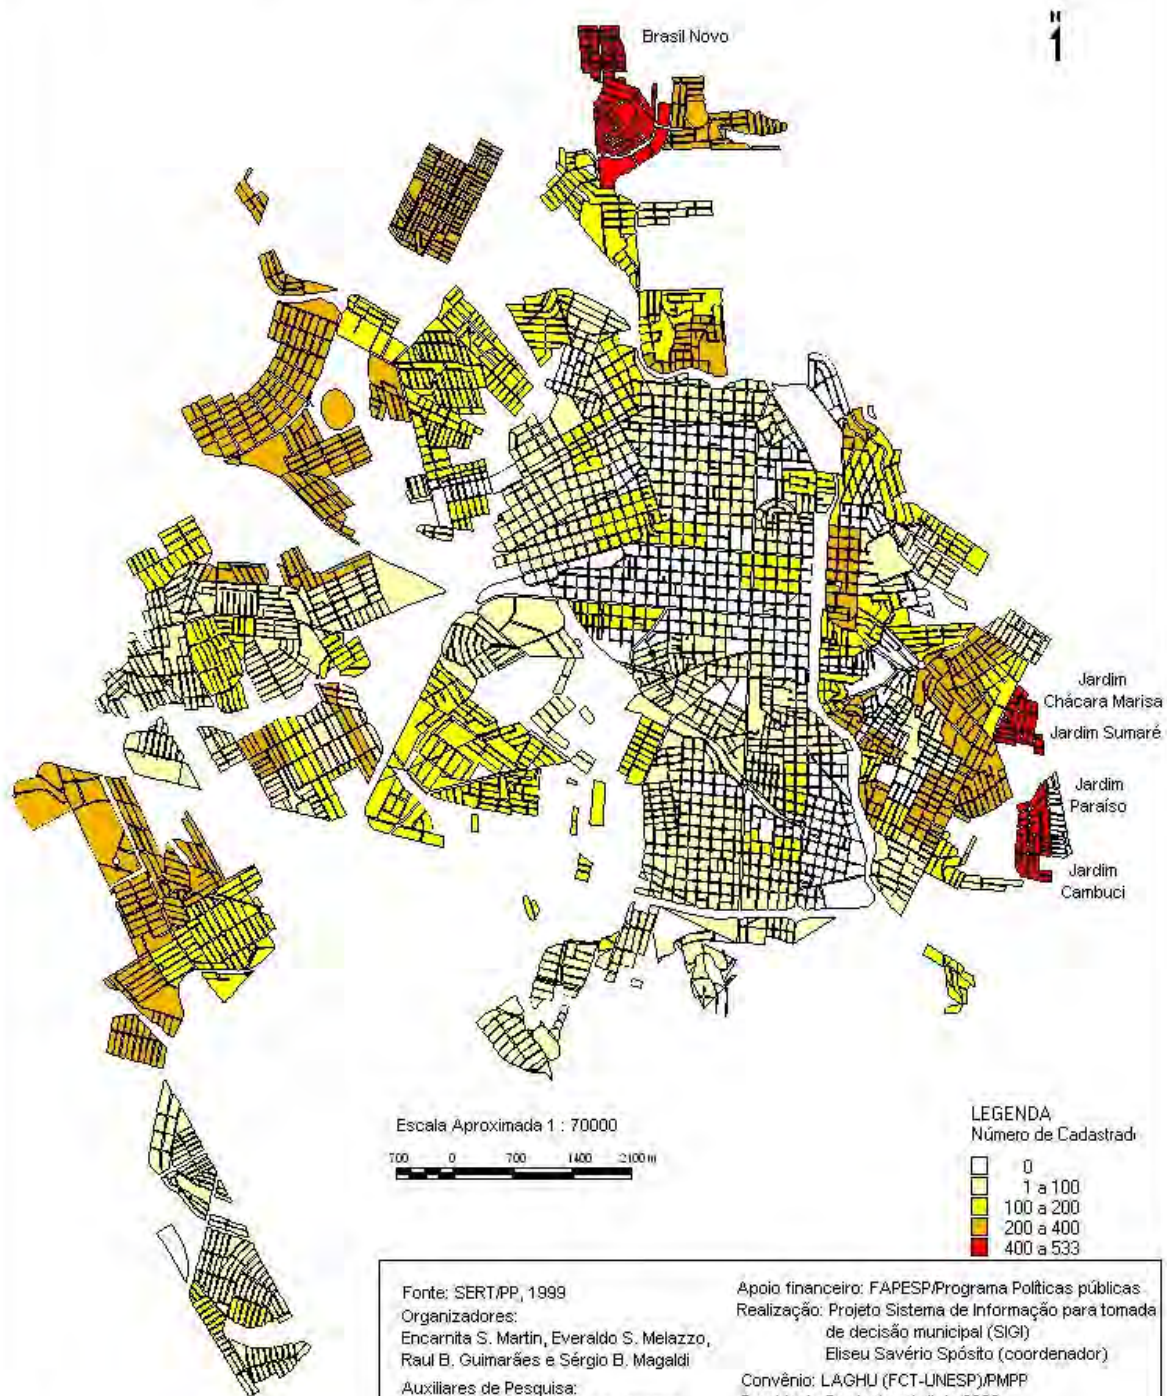 N
1
Brasil Novo
Jardim
Chácara Marisa
Jardim Sumaré
Jardim
Paraíso
Jardim
Cambuci
Escala Aproximada 1 : 70000
700 0 700 1400 2100 m
LEGENDA
Número de Cadastrad
0
1 a 100
100 a 200
200 a 400
400 a 533
Fonte: SERT/PP, 1999
Organizadores:
Encarnita S. Martin, Everaldo S. Melazzo,
Raul B. Guimarães e Sérgio B. Magaldi
Auxiliares de Pesquisa:
Apoio financeiro: FAPESP/Programa Políticas públicas
Realização: Projeto Sistema de Informação para tomada
de decisão municipal (SIGI)
Eliseu Savério Spósito (coordenador)
Convênio: LAGHU (FCT-UNESP)/PMPP